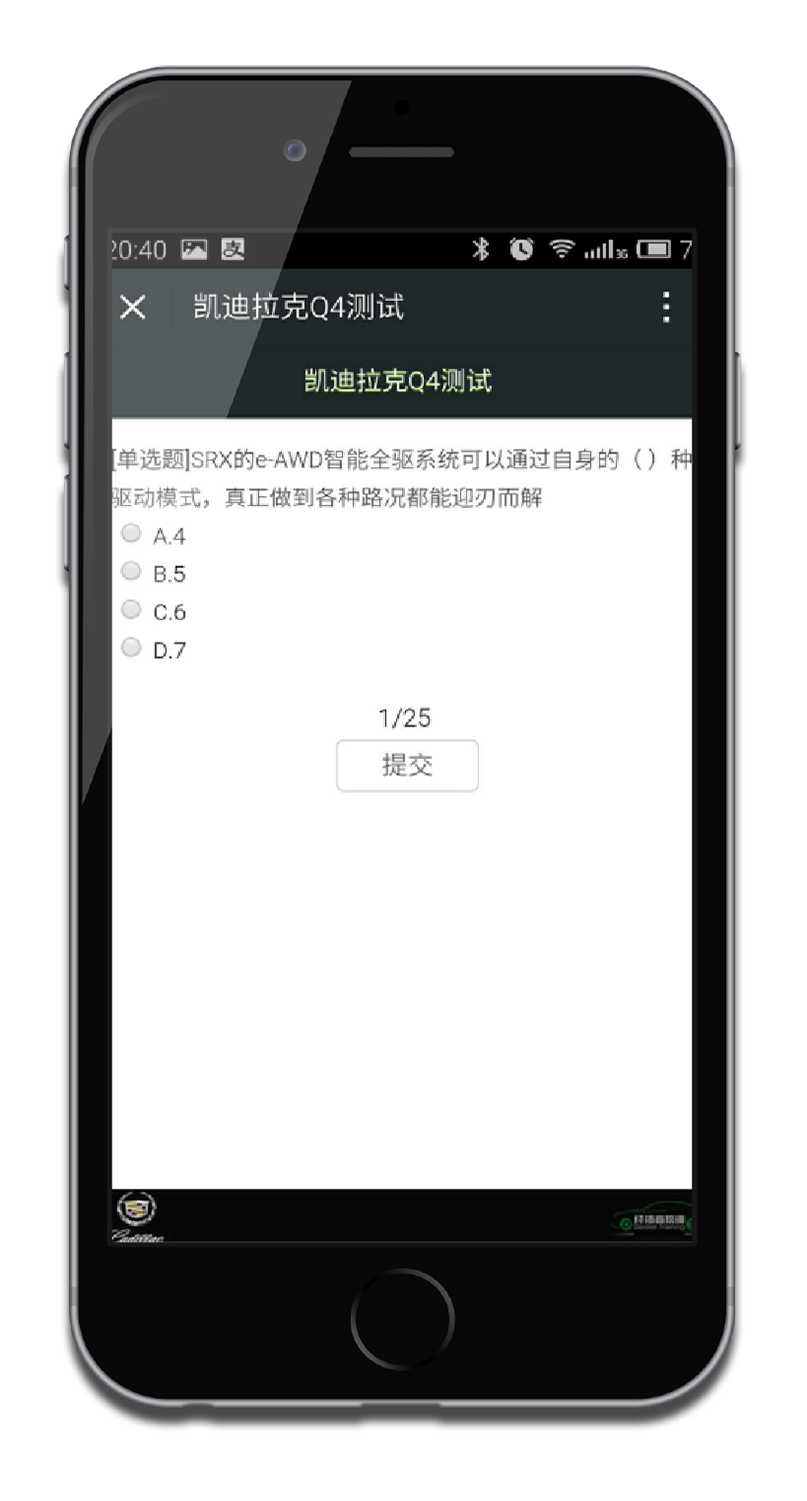 20:40 支 3G 7
凯迪拉克Q4测试
凯迪拉克Q4测试
[单选题]SRX的e-AWD智能全驱系统可以通过自身的（ ）种
驱动模式，真正做到各种路况都能迎刃而解
A.4
B.5
C.6
D.7
1/25
提交
Cadillac
Dealer Training